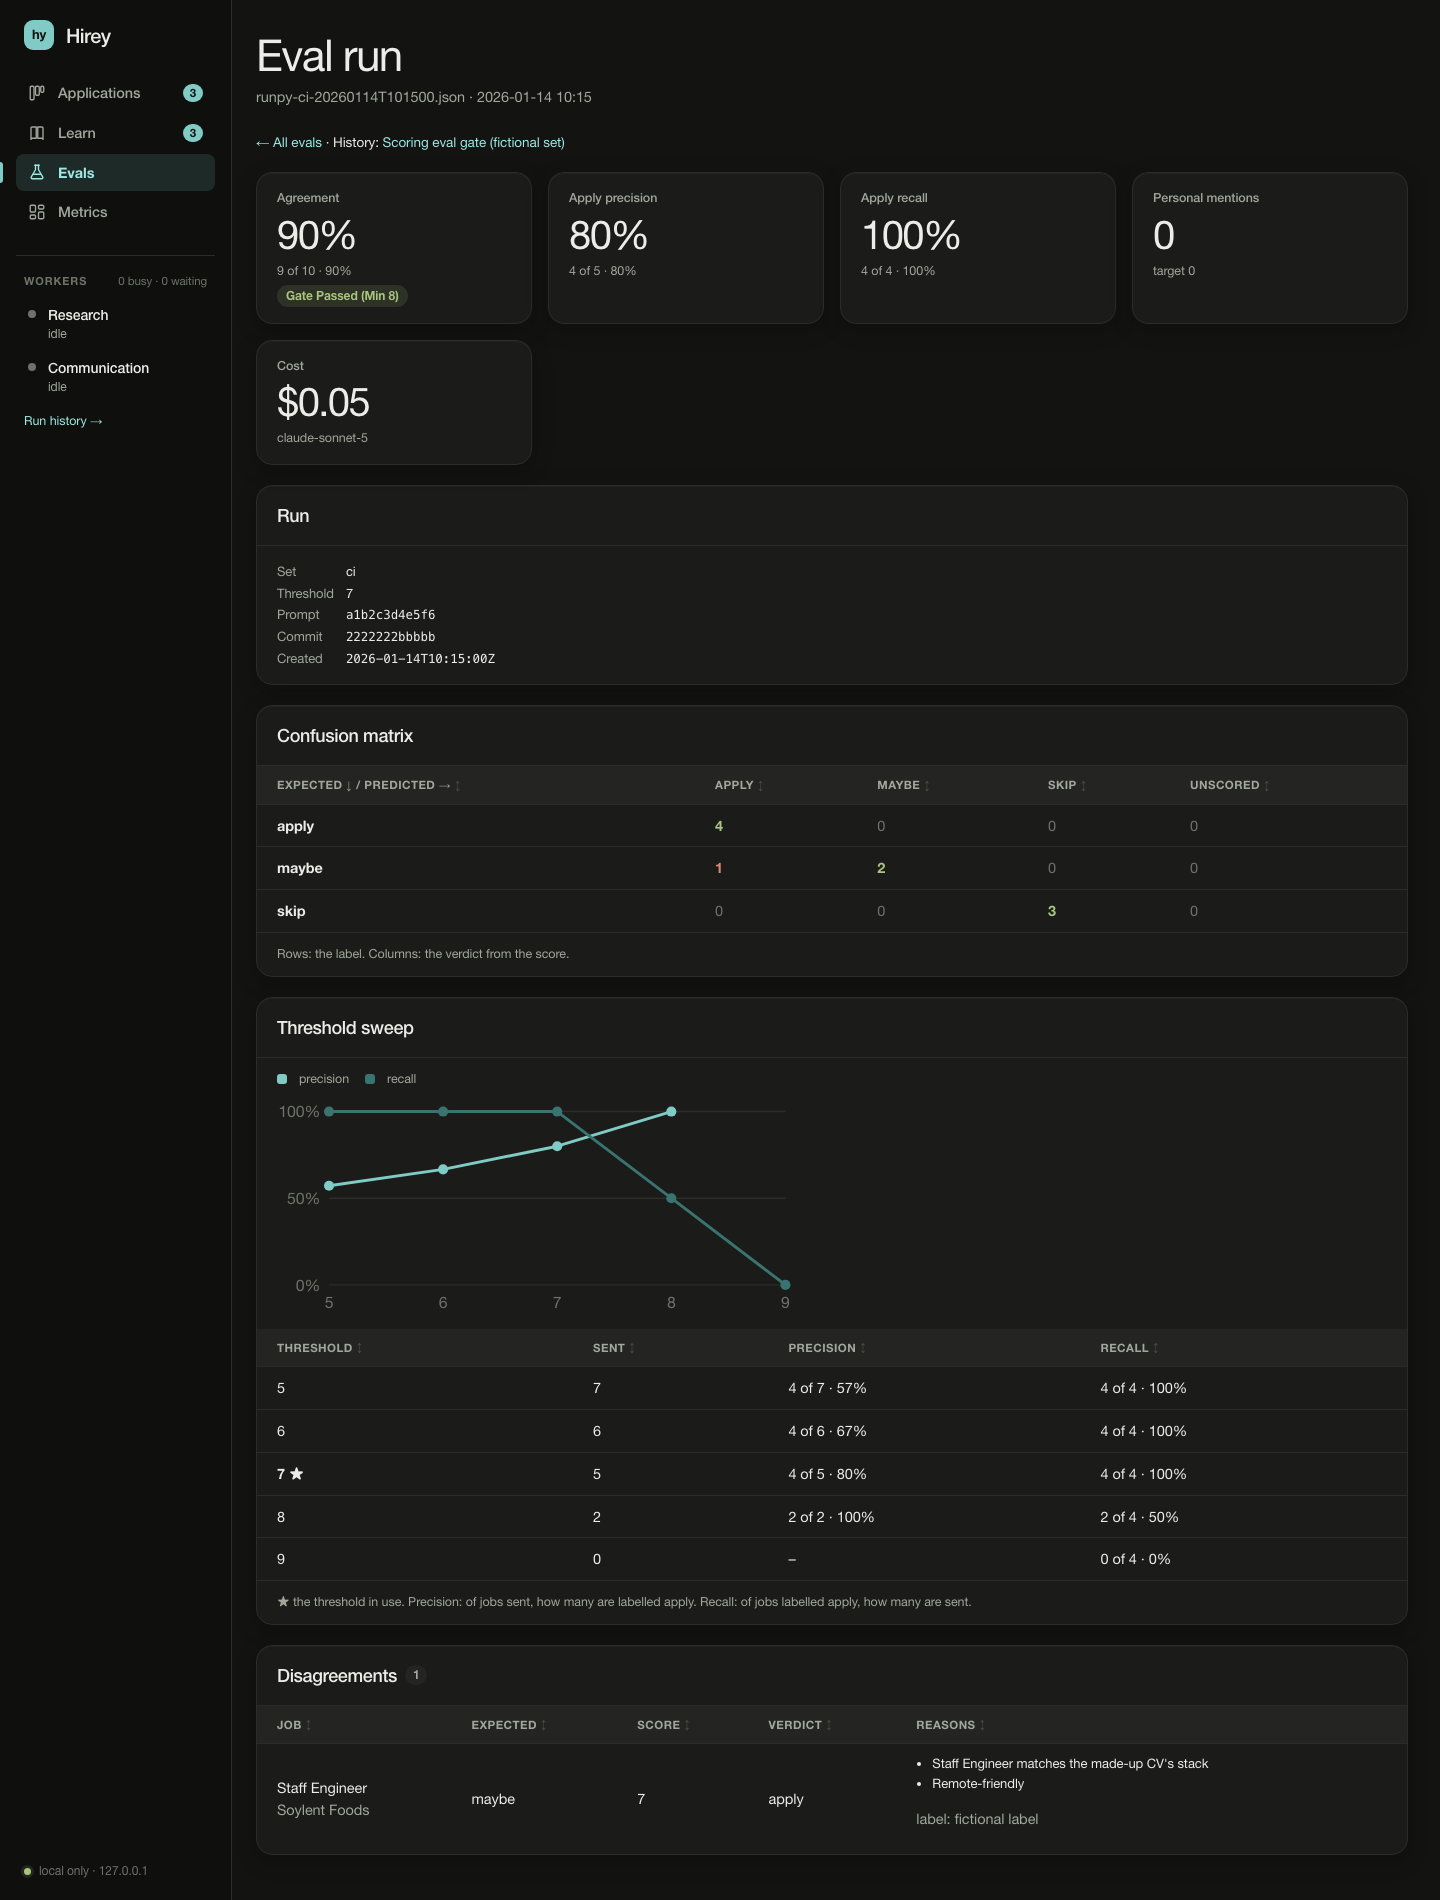 hy Hirey
Applications 3
Learn 3
Evals
Metrics
WORKERS 0 busy · 0 waiting
Research
idle
Communication
idle
Run history →
local only · 127.0.0.1
Eval run
runpy-ci-20260114T101500.json · 2026-01-14 10:15
← All evals · History: Scoring eval gate (fictional set)
Agreement
90%
9 of 10 · 90%
Gate Passed (Min 8)
Apply precision
80%
4 of 5 · 80%
Apply recall
100%
4 of 4 · 100%
Personal mentions
0
target 0
Cost
$0.05
claude-sonnet-5
Run
Set ci
Threshold 7
Prompt a1b2c3d4e5f6
Commit 2222222bbbbb
Created 2026-01-14T10:15:00Z
Confusion matrix
EXPECTED ↓ / PREDICTED → ↕ APPLY ↕ MAYBE ↕ SKIP ↕ UNSCORED ↕
apply 4 0 0 0
maybe 1 2 0 0
skip 0 0 3 0
Rows: the label. Columns: the verdict from the score.
Threshold sweep
precision recall
100%
50%
0%
5 6 7 8 9
THRESHOLD ↕ SENT ↕ PRECISION ↕ RECALL ↕
5 7 4 of 7 · 57% 4 of 4 · 100%
6 6 4 of 6 · 67% 4 of 4 · 100%
7 ★ 5 4 of 5 · 80% 4 of 4 · 100%
8 2 2 of 2 · 100% 2 of 4 · 50%
9 0 – 0 of 4 · 0%
★ the threshold in use. Precision: of jobs sent, how many are labelled apply. Recall: of jobs labelled apply, how many are sent.
Disagreements 1
JOB ↕ EXPECTED ↕ SCORE ↕ VERDICT ↕ REASONS ↕
Staff Engineer
Soylent Foods
maybe 7 apply
• Staff Engineer matches the made-up CV's stack
• Remote-friendly
label: fictional label